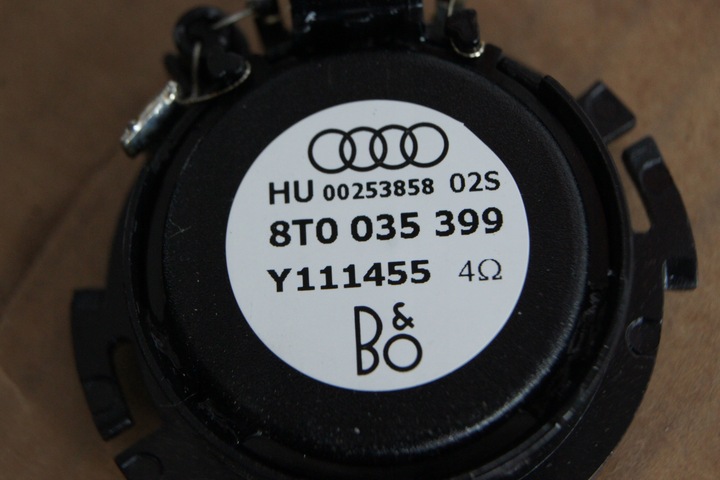 HU 00253858 02S
8T0 035 399
Y111455 4Ω
B&O